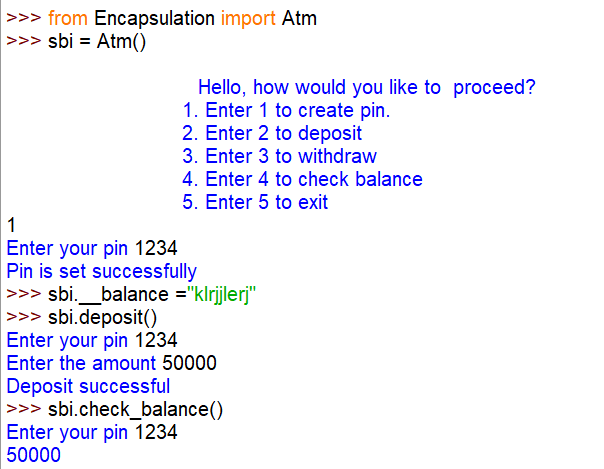 >>> from Encapsulation import Atm
>>> sbi = Atm()
Hello, how would you like to  proceed?
1. Enter 1 to create pin.
2. Enter 2 to deposit
3. Enter 3 to withdraw
4. Enter 4 to check balance
5. Enter 5 to exit
1
Enter your pin 1234
Pin is set successfully
>>> sbi.__balance ="klrjjlerj"
>>> sbi.deposit()
Enter your pin 1234
Enter the amount 50000
Deposit successful
>>> sbi.check_balance()
Enter your pin 1234
50000